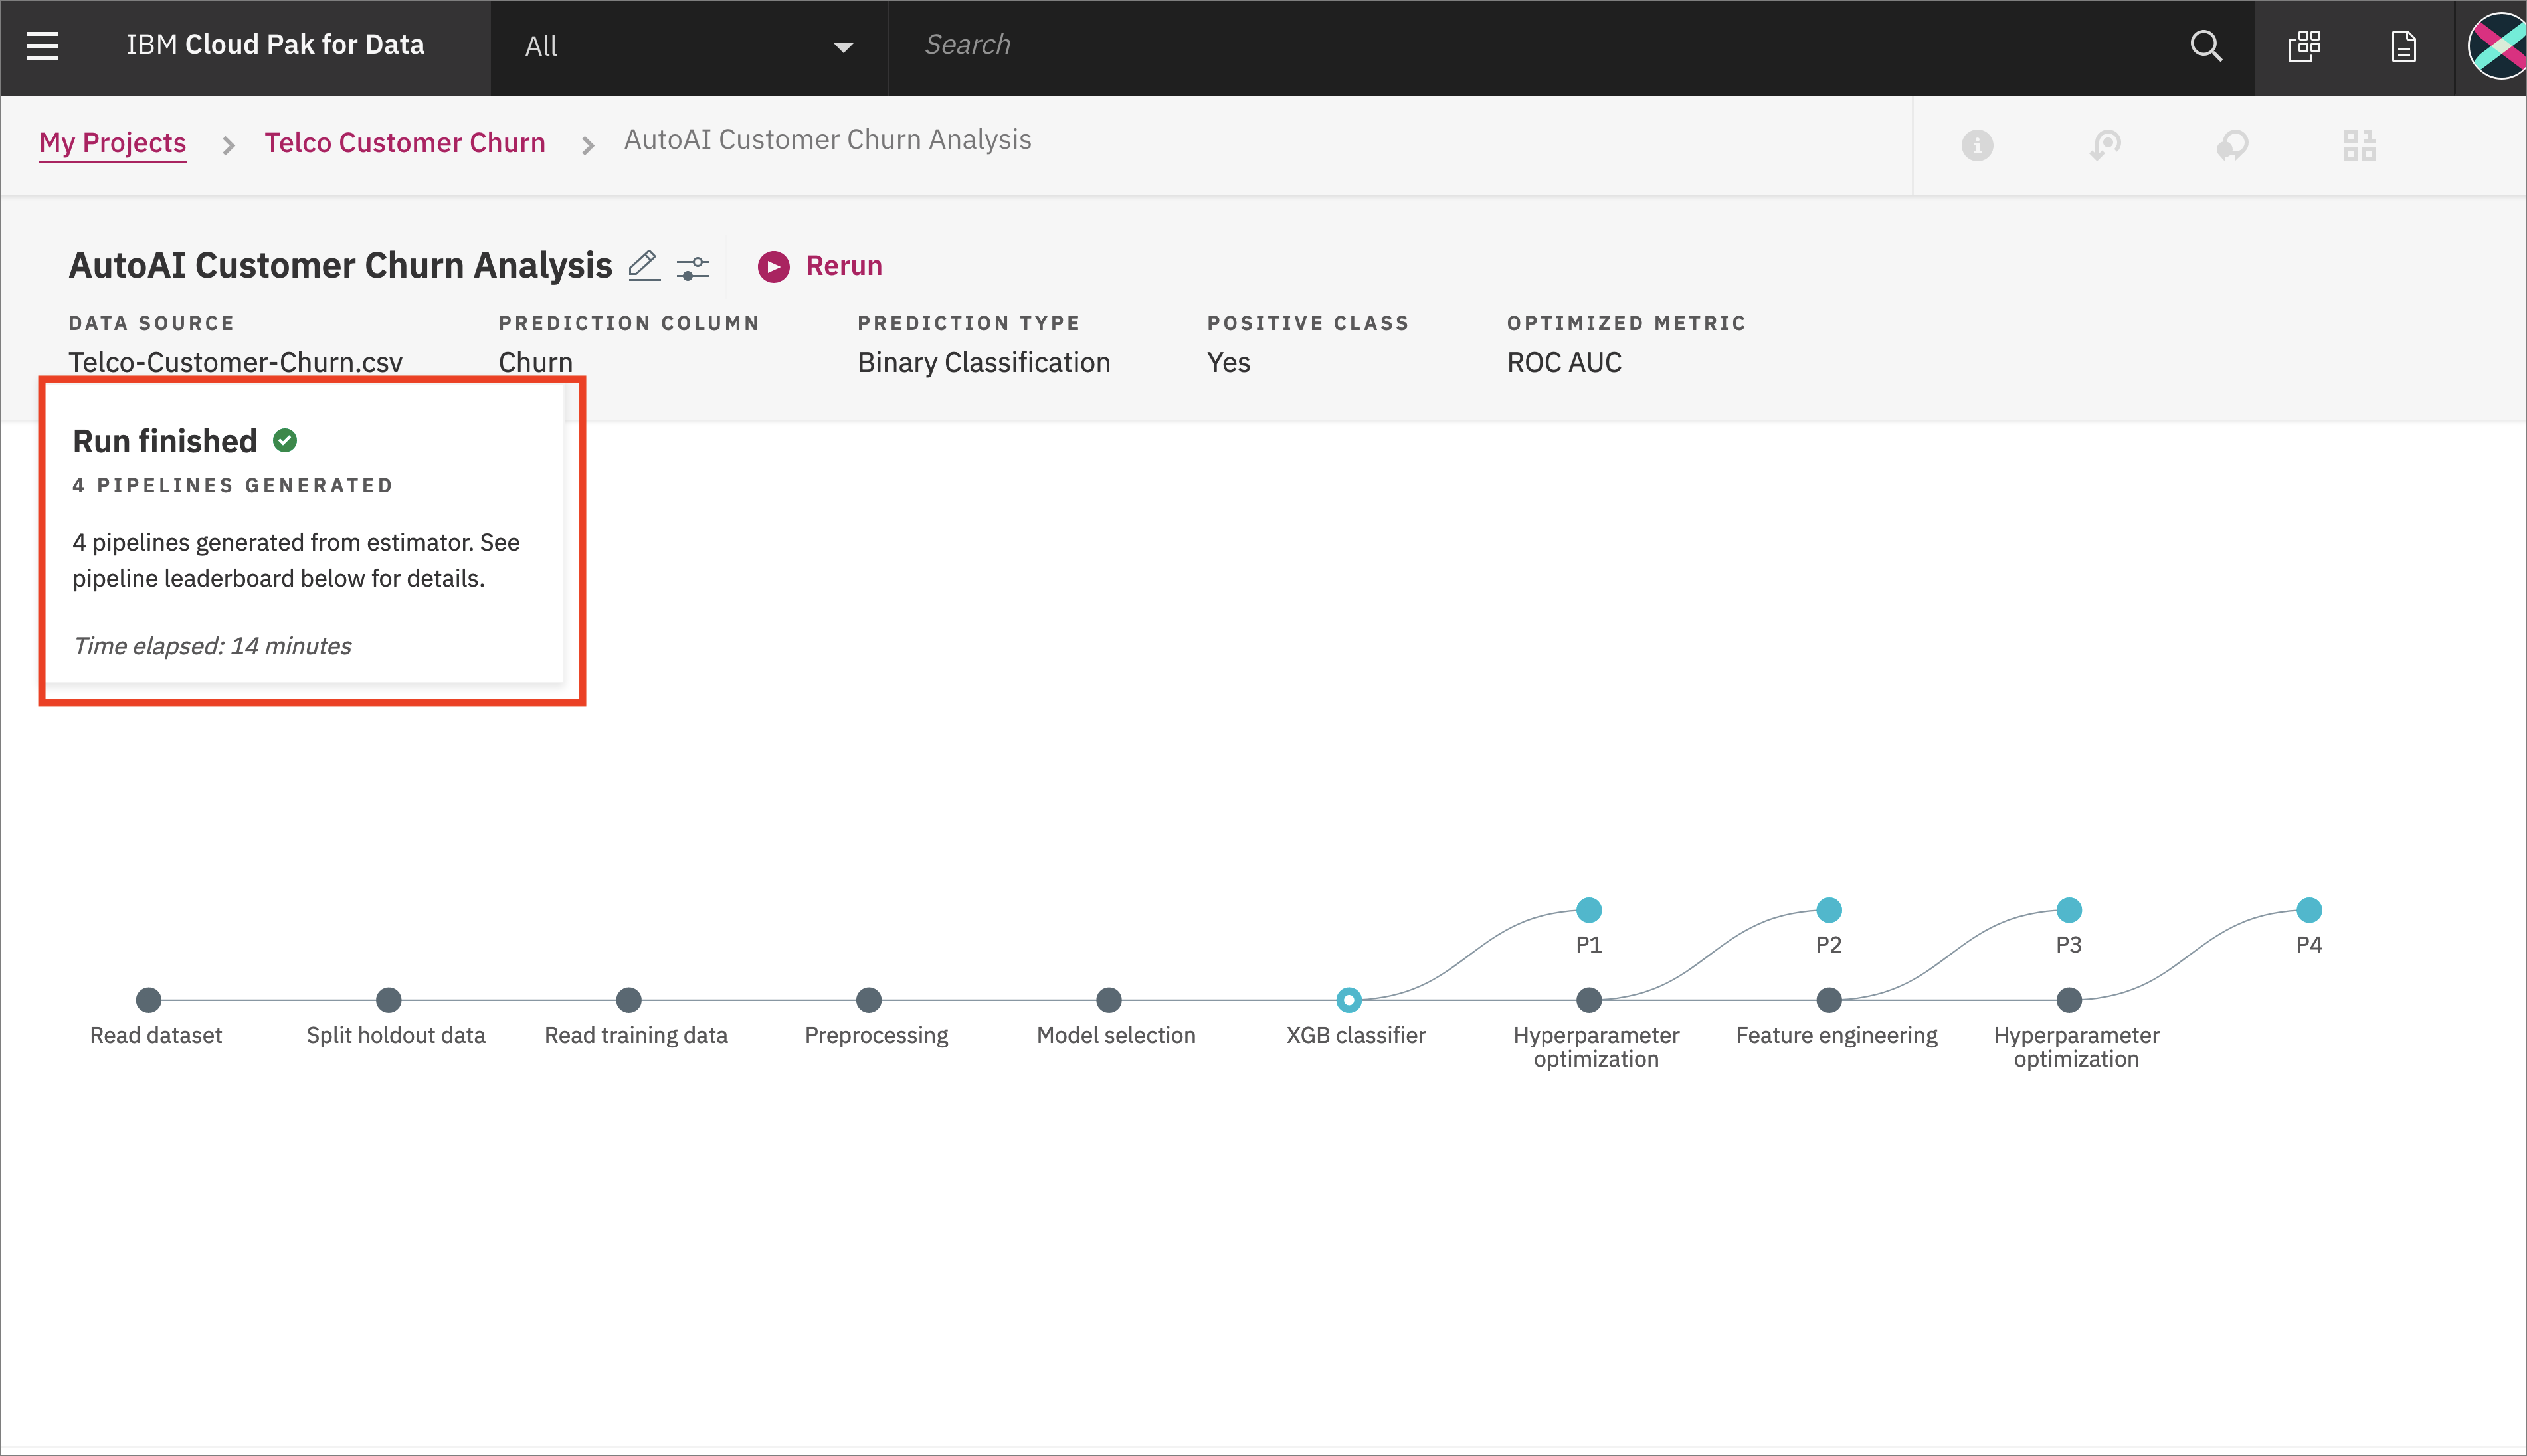 IBM Cloud Pak for Data
All
Search
My Projects
Telco Customer Churn
AutoAI Customer Churn Analysis
AutoAI Customer Churn Analysis
Rerun
DATA SOURCE
Telco-Customer-Churn.csv
PREDICTION COLUMN
Churn
PREDICTION TYPE
Binary Classification
POSITIVE CLASS
Yes
OPTIMIZED METRIC
ROC AUC
Run finished
4 PIPELINES GENERATED
4 pipelines generated from estimator. See
pipeline leaderboard below for details.
Time elapsed: 14 minutes
P1
P2
P3
P4
Read dataset
Split holdout data
Read training data
Preprocessing
Model selection
XGB classifier
Hyperparameter
optimization
Feature engineering
Hyperparameter
optimization